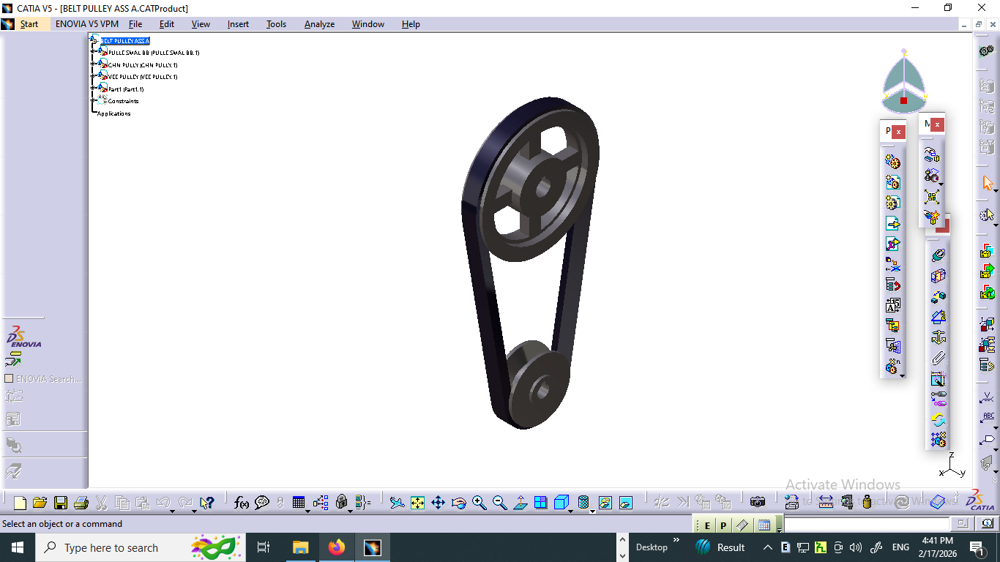 CATIA V5 - [BELT PULLEY ASS A.CATProduct]
Start ENOVIA V5 VPM File Edit View Insert Tools Analyze Window Help
BELT PULLEY ASS A
PULLE SMAL BB (PULLE SMAL BB.1)
CHN PULLY (CHN PULLY.1)
VEE PULLEY (VEE PULLEY.1)
Part1 (Part1.1)
Constraints
Applications
P x
M x
ENOVIA
ENOVIA Search...
z
x y
Activate Windows
CATIA
Select an object or a command
E P
Type here to search
Desktop
Result
ENG
4:41 PM
2/17/2026
1